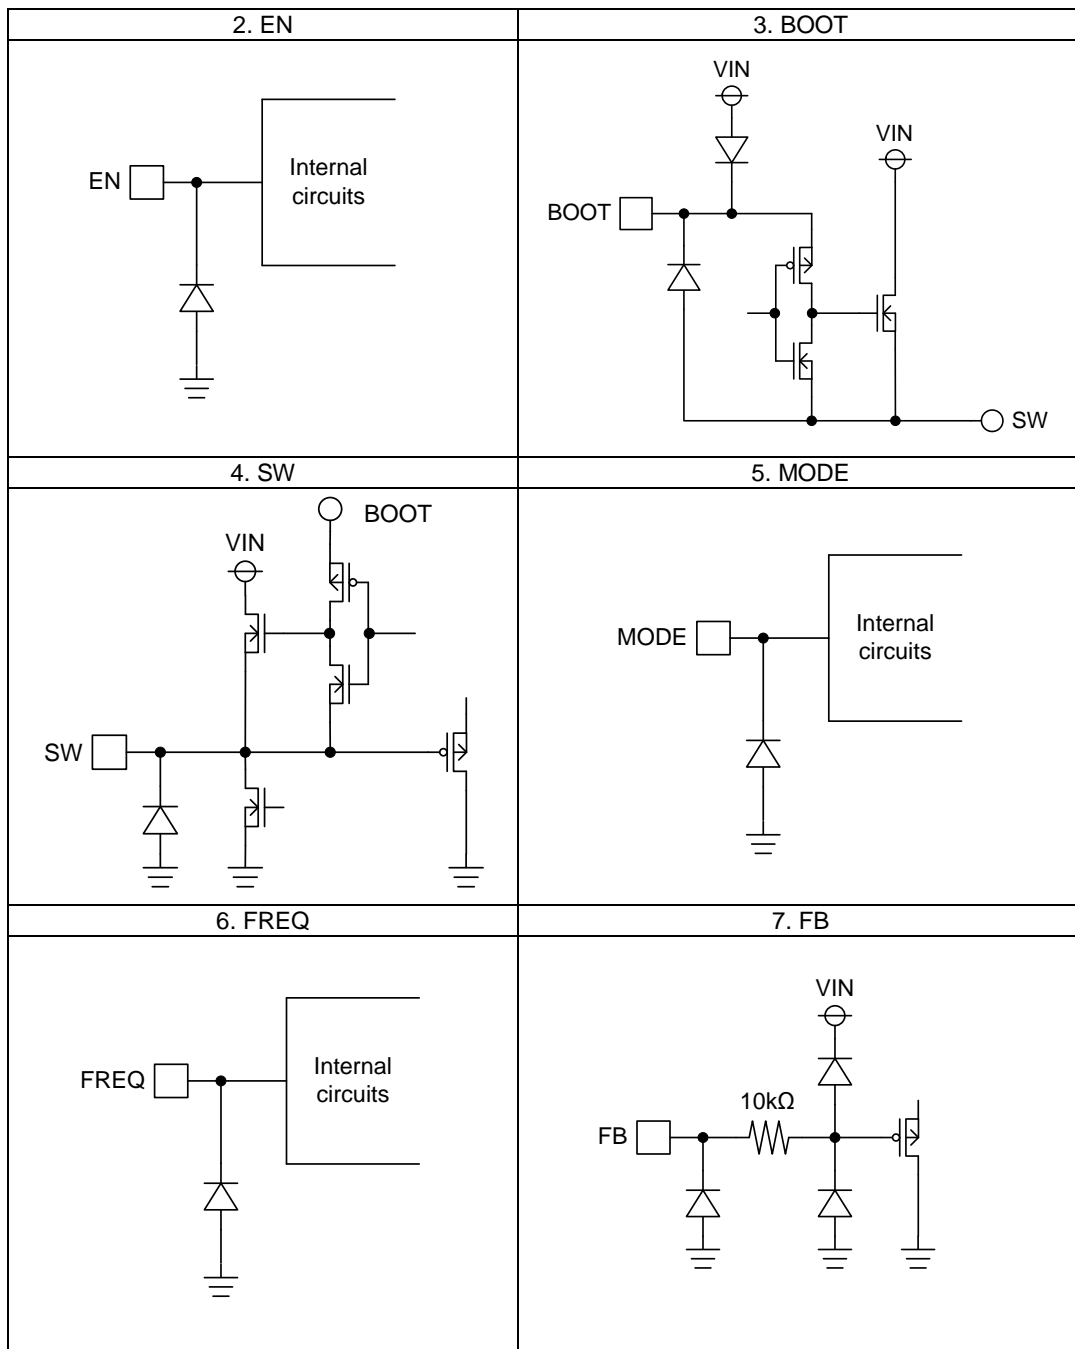 2. EN
3. BOOT
EN
Internal
circuits
VIN
VIN
BOOT
SW
4. SW
5. MODE
BOOT
VIN
SW
MODE
Internal
circuits
6. FREQ
7. FB
FREQ
Internal
circuits
VIN
10kΩ
FB